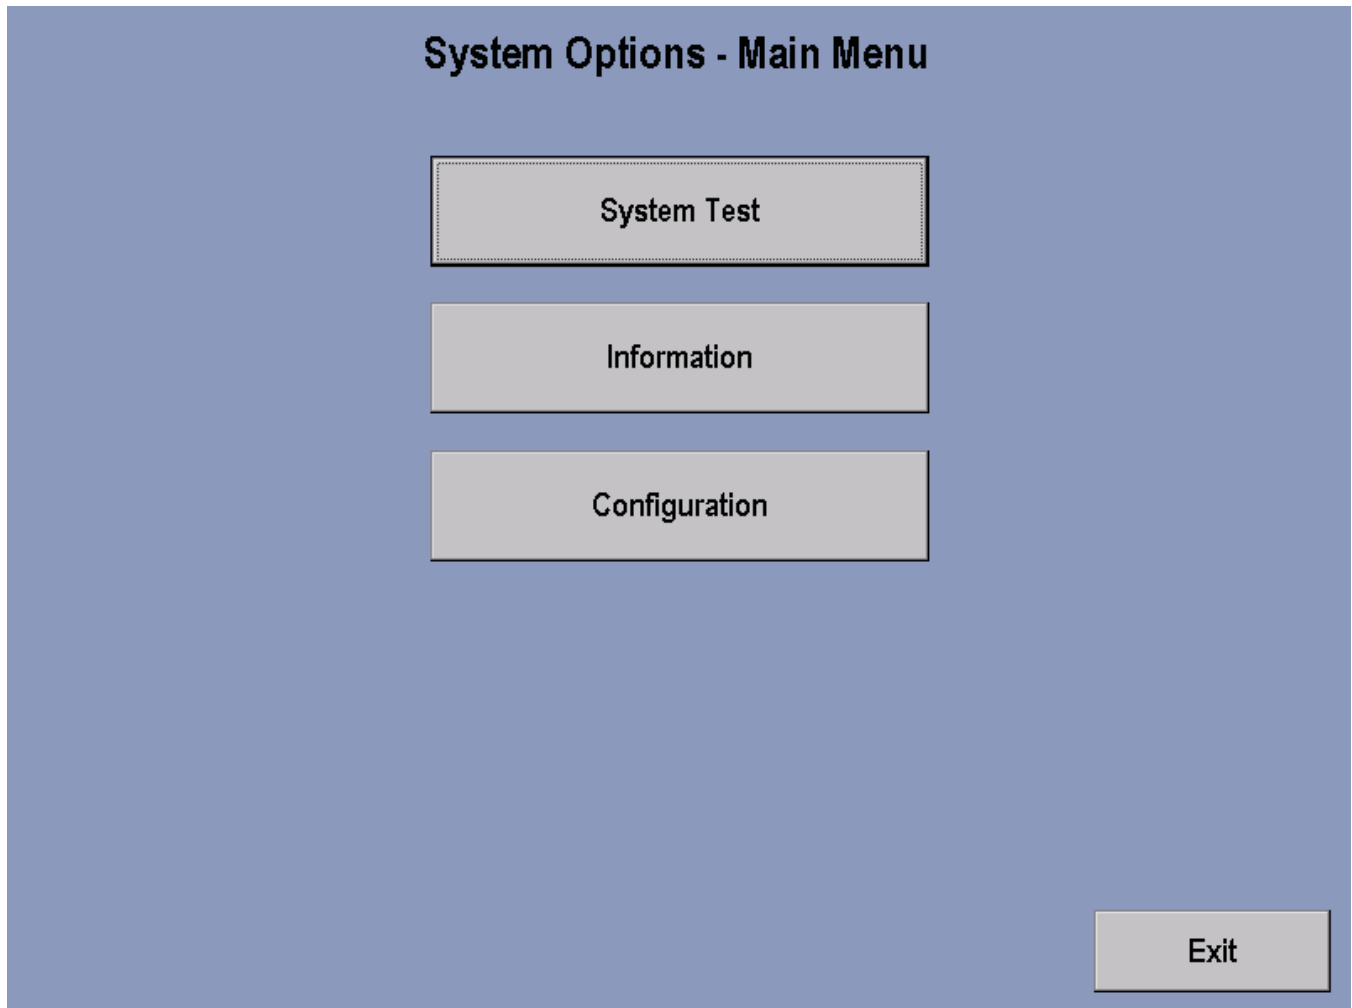 System Options - Main Menu
System Test
Information
Configuration
Exit